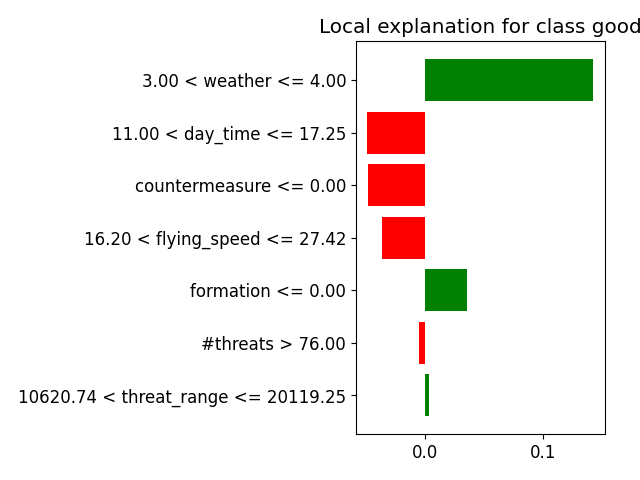 Local explanation for class good
3.00 < weather <= 4.00
11.00 < day_time <= 17.25
countermeasure <= 0.00
16.20 < flying_speed <= 27.42
formation <= 0.00
#threats > 76.00
10620.74 < threat_range <= 20119.25
0.0 0.1